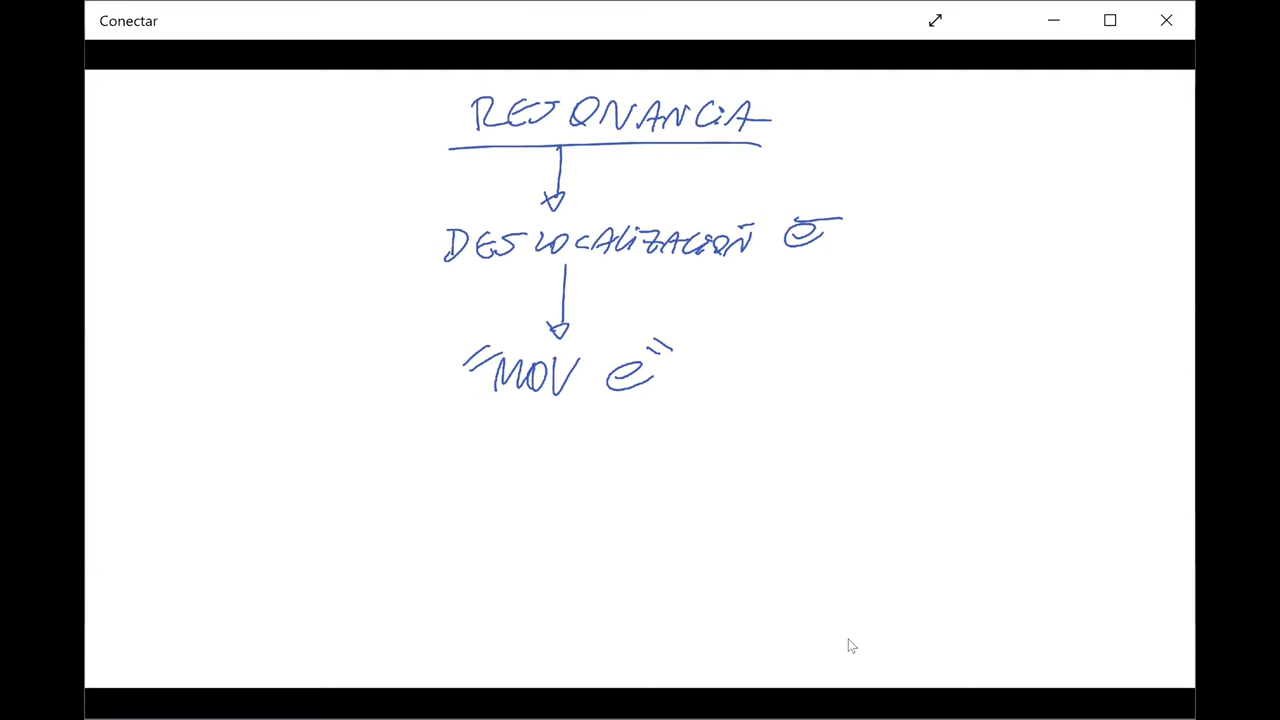 Conectar
RESONANCIA
DESLOCALIZACIÓN e⁻
"MOV e"